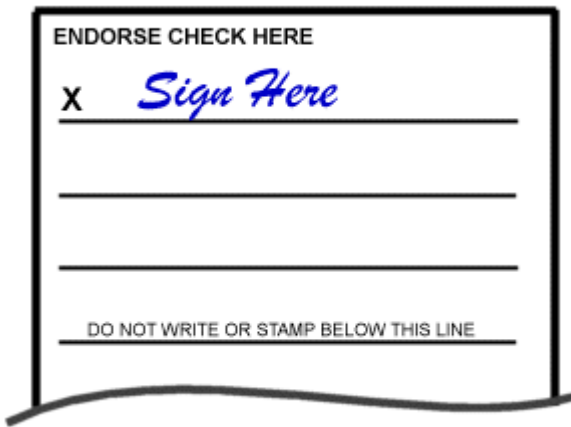 ENDORSE CHECK HERE
X Sign Here
DO NOT WRITE OR STAMP BELOW THIS LINE